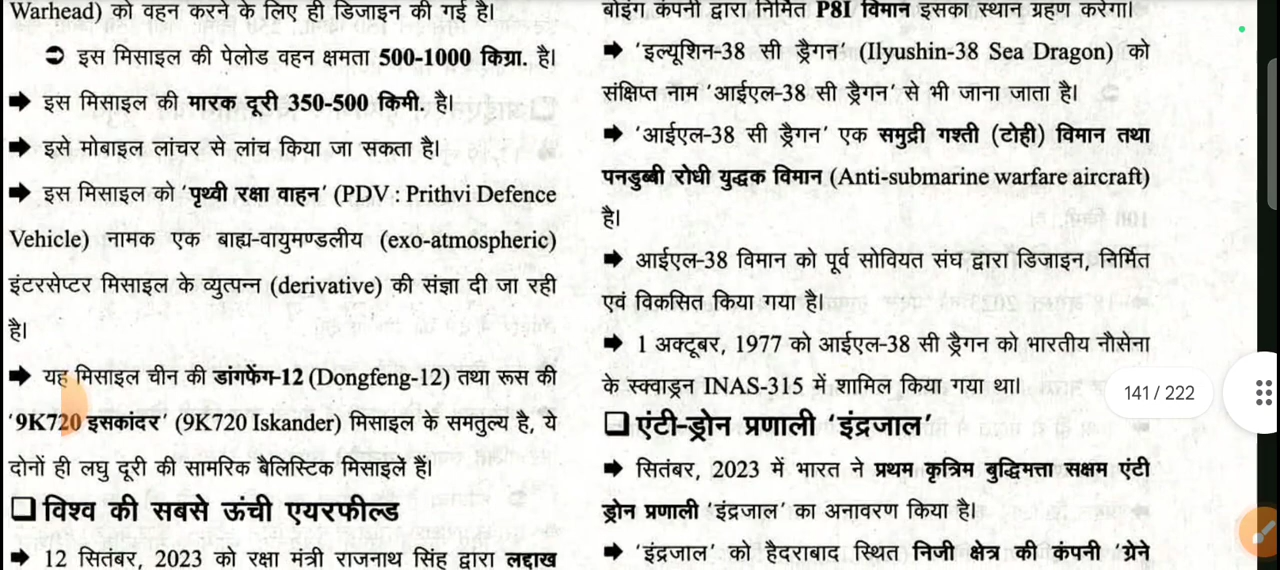 Warhead) को वहन करने के लिए ही डिजाइन की गई है।
➲ इस मिसाइल की पेलोड वहन क्षमता 500-1000 किग्रा. है।
➡ इस मिसाइल की मारक दूरी 350-500 किमी. है।
➡ इसे मोबाइल लांचर से लांच किया जा सकता है।
➡ इस मिसाइल को 'पृथ्वी रक्षा वाहन' (PDV : Prithvi Defence
Vehicle) नामक एक बाह्य-वायुमण्डलीय (exo-atmospheric)
इंटरसेप्टर मिसाइल के व्युत्पन्न (derivative) की संज्ञा दी जा रही
है।
➡ यह मिसाइल चीन की डांगफेंग-12 (Dongfeng-12) तथा रूस की
'9K720 इसकांदर' (9K720 Iskander) मिसाइल के समतुल्य है, ये
दोनों ही लघु दूरी की सामरिक बैलिस्टिक मिसाइलें हैं।
❑ विश्व की सबसे ऊंची एयरफील्ड
➡ 12 सितंबर, 2023 को रक्षा मंत्री राजनाथ सिंह द्वारा लद्दाख
बोइंग कंपनी द्वारा निर्मित P8I विमान इसका स्थान ग्रहण करेगा।
➡ 'इल्यूशिन-38 सी ड्रैगन' (Ilyushin-38 Sea Dragon) को
संक्षिप्त नाम 'आईएल-38 सी ड्रैगन' से भी जाना जाता है।
➡ 'आईएल-38 सी ड्रैगन' एक समुद्री गश्ती (टोही) विमान तथा
पनडुब्बी रोधी युद्धक विमान (Anti-submarine warfare aircraft)
है।
➡ आईएल-38 विमान को पूर्व सोवियत संघ द्वारा डिजाइन, निर्मित
एवं विकसित किया गया है।
➡ 1 अक्टूबर, 1977 को आईएल-38 सी ड्रैगन को भारतीय नौसेना
के स्क्वाड्रन INAS-315 में शामिल किया गया था।
❑ एंटी-ड्रोन प्रणाली 'इंद्रजाल'
➡ सितंबर, 2023 में भारत ने प्रथम कृत्रिम बुद्धिमत्ता सक्षम एंटी
ड्रोन प्रणाली 'इंद्रजाल' का अनावरण किया है।
➡ 'इंद्रजाल' को हैदराबाद स्थित निजी क्षेत्र की कंपनी 'ग्रेने
141 / 222